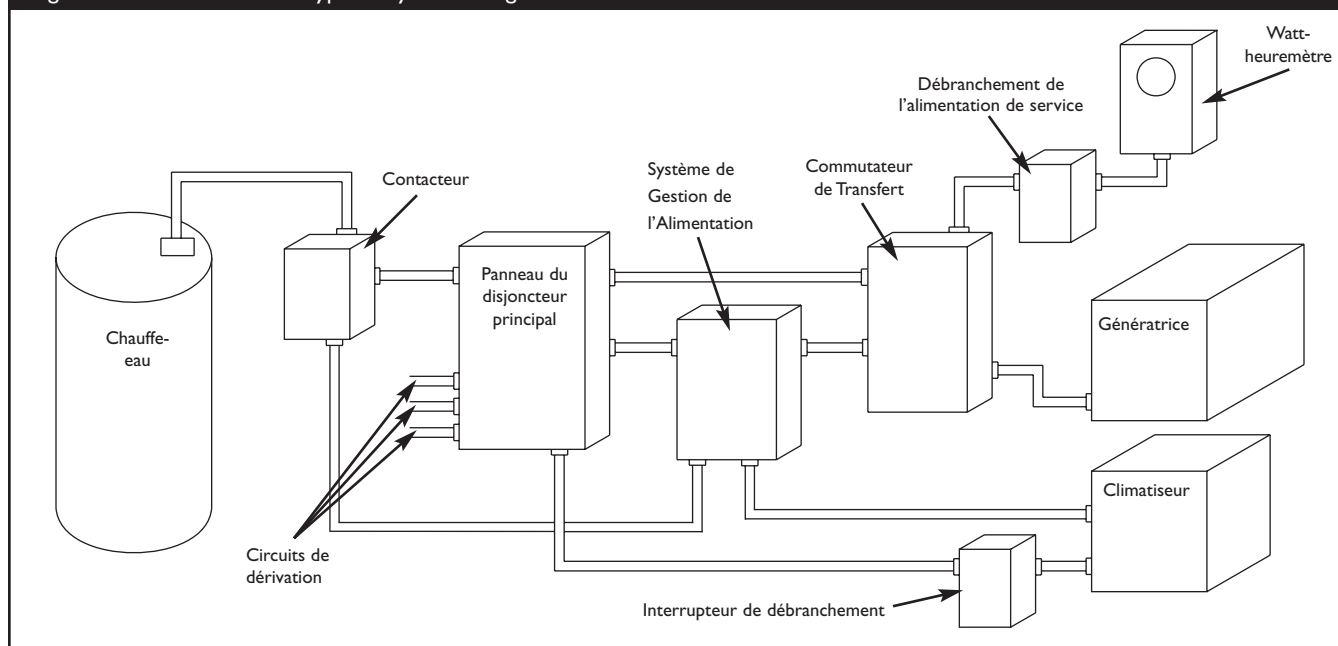 Watt-
heuremètre
Débranchement de
l'alimentation de service
Système de
Gestion de
l'Alimentation
Commutateur
de Transfert
Contacteur
Panneau du
disjoncteur
principal
Chauffe-
eau
Génératrice
Climatiseur
Circuits de
dérivation
Interrupteur de débranchement